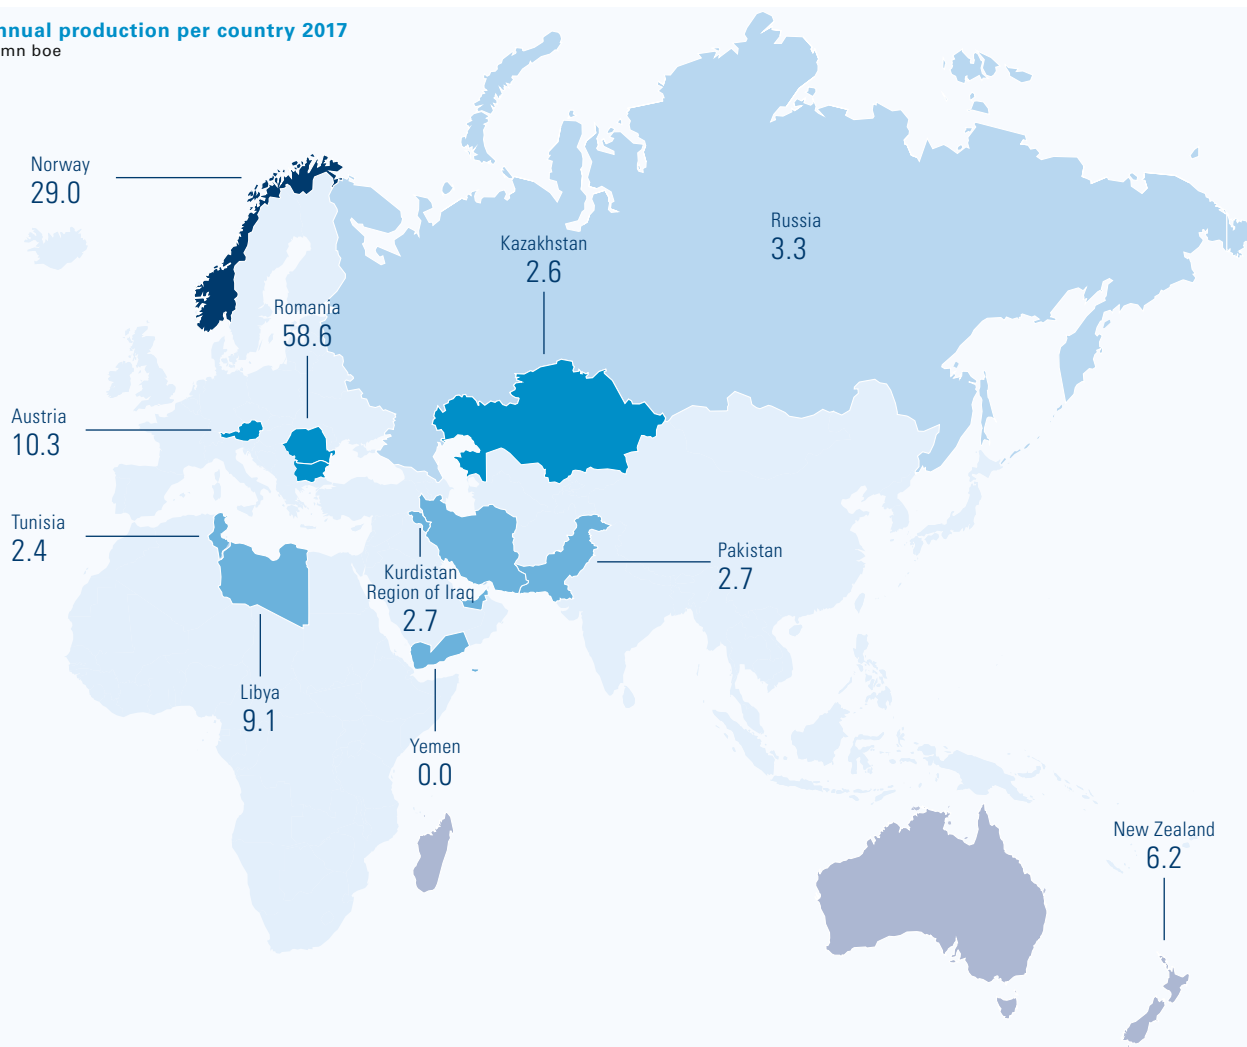 nnual production per country 2017
mn boe
Norway
29.0
Russia
3.3
Kazakhstan
2.6
Romania
58.6
Austria
10.3
Tunisia
2.4
Pakistan
2.7
Kurdistan
Region of Iraq
2.7
Libya
9.1
Yemen
0.0
New Zealand
6.2